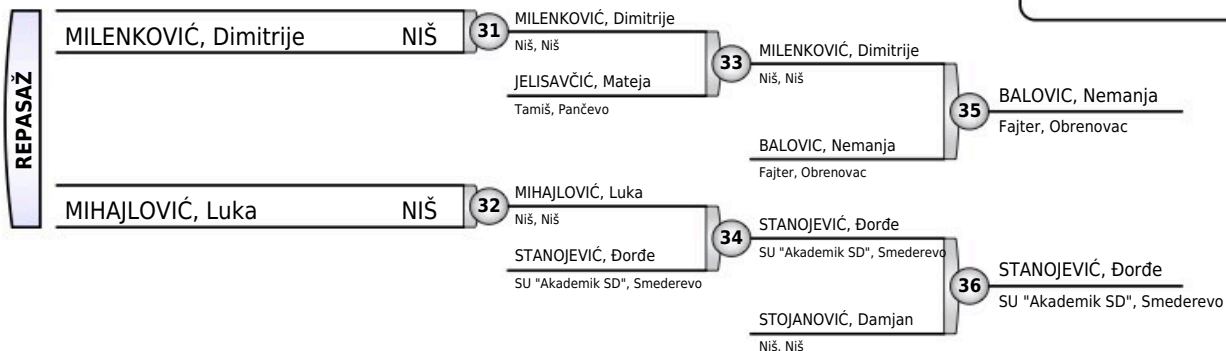 REPASAŽ
MILENKOVIĆ, Dimitrije NIŠ
31
MILENKOVIĆ, Dimitrije
Niš, Niš
JELISAVČIĆ, Mateja
Tamiš, Pančevo
33
MILENKOVIĆ, Dimitrije
Niš, Niš
BALOVIC, Nemanja
Fajter, Obrenovac
35
BALOVIC, Nemanja
Fajter, Obrenovac
MIHAJLOVIĆ, Luka NIŠ
32
MIHAJLOVIĆ, Luka
Niš, Niš
STANOJEVIĆ, Đorđe
SU "Akademik SD", Smederevo
34
STANOJEVIĆ, Đorđe
SU "Akademik SD", Smederevo
STOJANOVIĆ, Damjan
Niš, Niš
36
STANOJEVIĆ, Đorđe
SU "Akademik SD", Smederevo